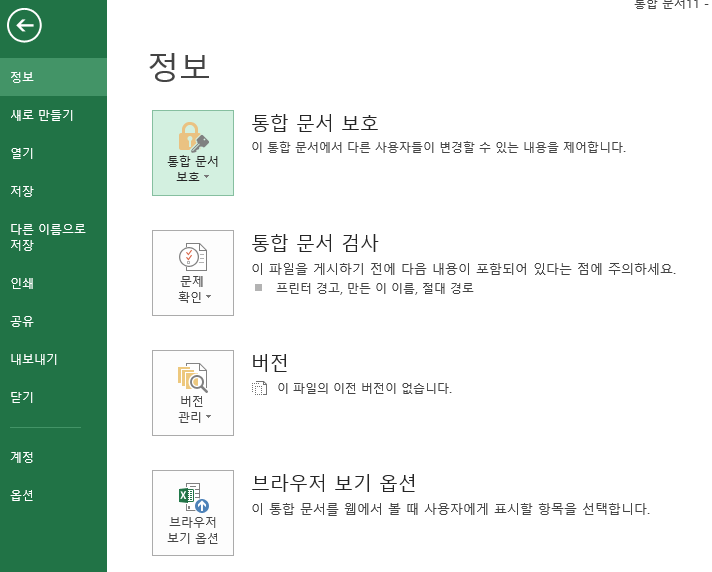 통합 문서11 -
정보
새로 만들기
열기
저장
다른 이름으로
저장
인쇄
공유
내보내기
닫기
계정
옵션
정보
통합 문서
보호
통합 문서 보호
이 통합 문서에서 다른 사용자들이 변경할 수 있는 내용을 제어합니다.
문제
확인
통합 문서 검사
이 파일을 게시하기 전에 다음 내용이 포함되어 있다는 점에 주의하세요.
프린터 경고, 만든 이 이름, 절대 경로
버전
관리
버전
이 파일의 이전 버전이 없습니다.
브라우저
보기 옵션
브라우저 보기 옵션
이 통합 문서를 웹에서 볼 때 사용자에게 표시할 항목을 선택합니다.